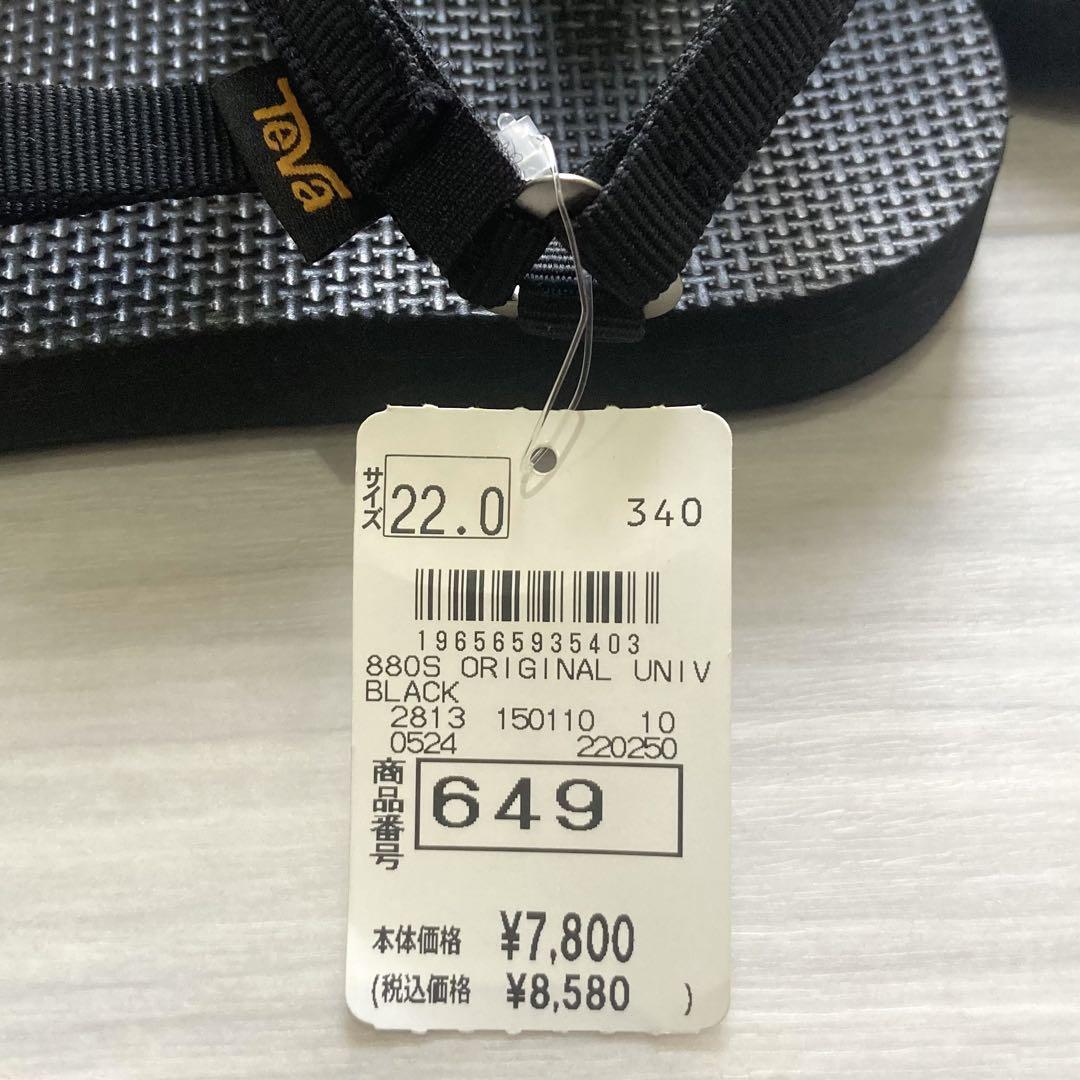 Teva
サイズ 22.0 340
196565935403
880S ORIGINAL UNIV
BLACK
2813 150110 10
0524 220250
商品番号 649
本体価格 ¥7,800
(税込価格 ¥8,580 )